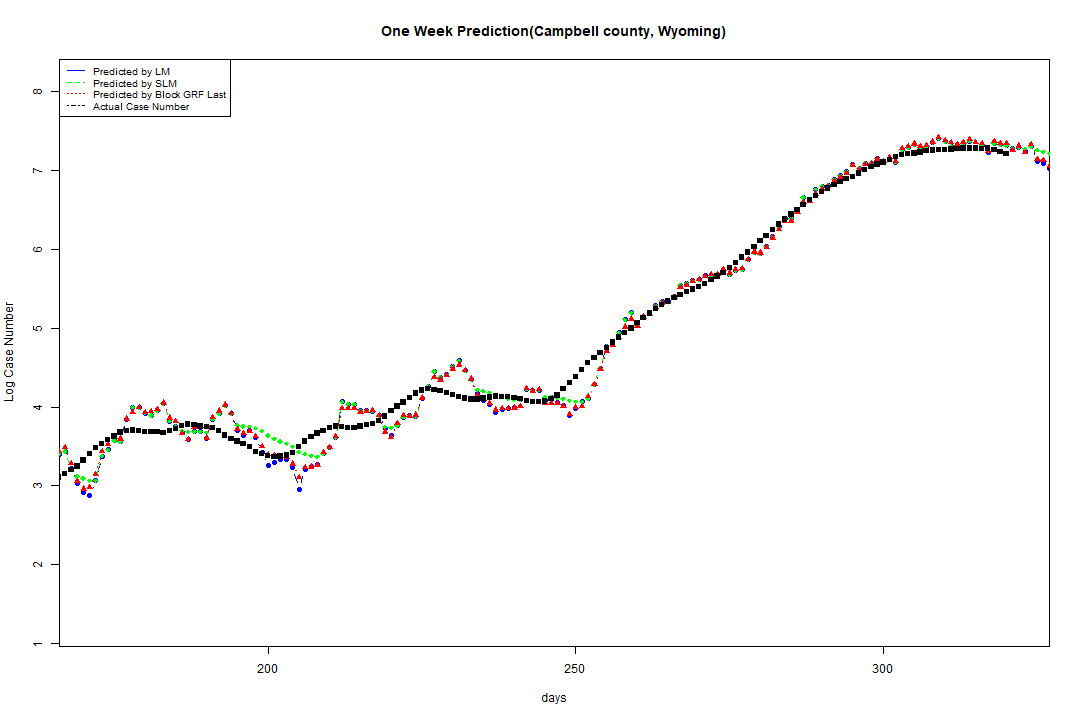 One Week Prediction(Campbell county, Wyoming)
Predicted by LM
Predicted by SLM
Predicted by Block GRF Last
Actual Case Number
8
7
6
5
4
3
2
1
Log Case Number
200
250
300
days